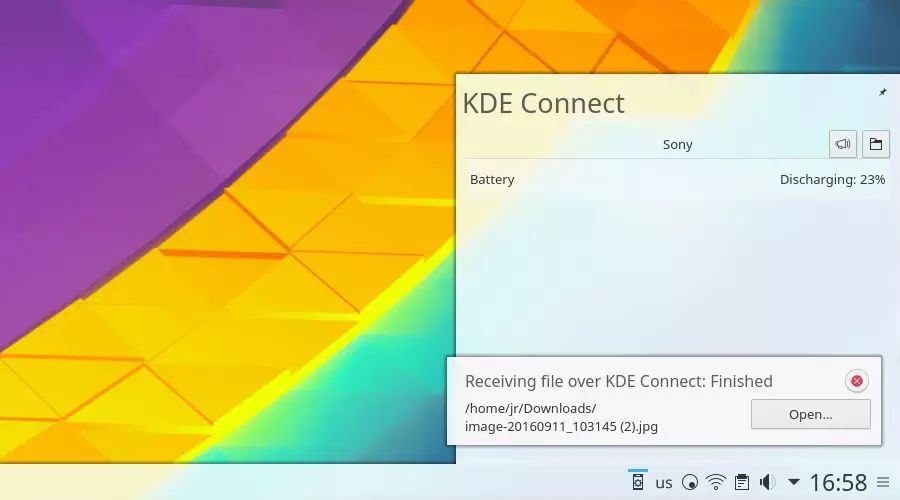 KDE Connect
Sony
Battery Discharging: 23%
Receiving file over KDE Connect: Finished
/home/jr/Downloads/
image-20160911_103145 (2).jpg
Open...
us 16:58